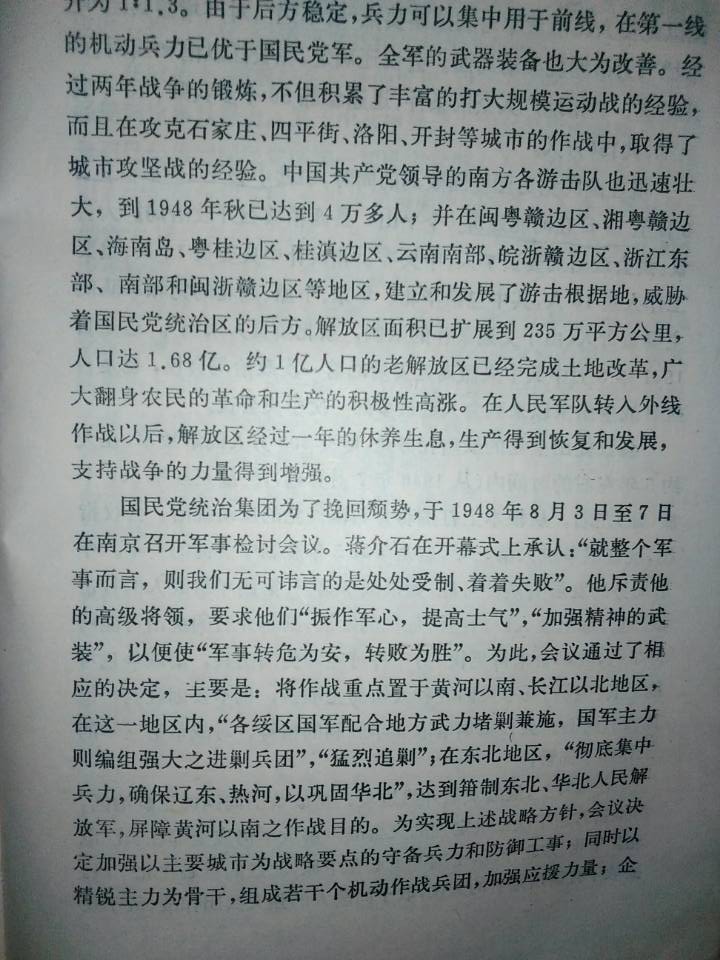 升为1:1.3。由于后方稳定,兵力可以集中用于前线,在第一线
的机动兵力已优于国民党军。全军的武器装备也大为改善。经
过两年战争的锻炼,不但积累了丰富的打大规模运动战的经验,
而且在攻克石家庄、四平街、洛阳、开封等城市的作战中,取得了
城市攻坚战的经验。中国共产党领导的南方各游击队也迅速壮
大,到1948年秋已达到4万多人;并在闽粤赣边区、湘粤赣边
区、海南岛、粤桂边区、桂滇边区、云南南部、皖浙赣边区、浙江东
部、南部和闽浙赣边区等地区,建立和发展了游击根据地,威胁
着国民党统治区的后方。解放区面积已扩展到235万平方公里,
人口达1.68亿。约1亿人口的老解放区已经完成土地改革,广
大翻身农民的革命和生产的积极性高涨。在人民军队转入外线
作战以后,解放区经过一年的休养生息,生产得到恢复和发展,
支持战争的力量得到增强。
国民党统治集团为了挽回颓势,于1948年8月3日至7日
在南京召开军事检讨会议。蒋介石在开幕式上承认:“就整个军
事而言,则我们无可讳言的是处处受制、着着失败”。他斥责他
的高级将领,要求他们“振作军心,提高士气”,“加强精神的武
装”,以便使“军事转危为安,转败为胜”。为此,会议通过了相
应的决定,主要是:将作战重点置于黄河以南、长江以北地区,
在这一地区内,“各绥区国军配合地方武力堵剿兼施,国军主力
则编组强大之进剿兵团”,“猛烈追剿”;在东北地区,“彻底集中
兵力,确保辽东、热河,以巩固华北”,达到箝制东北、华北人民解
放军,屏障黄河以南之作战目的。为实现上述战略方针,会议决
定加强以主要城市为战略要点的守备兵力和防御工事;同时以
精锐主力为骨干,组成若干个机动作战兵团,加强应援力量;企